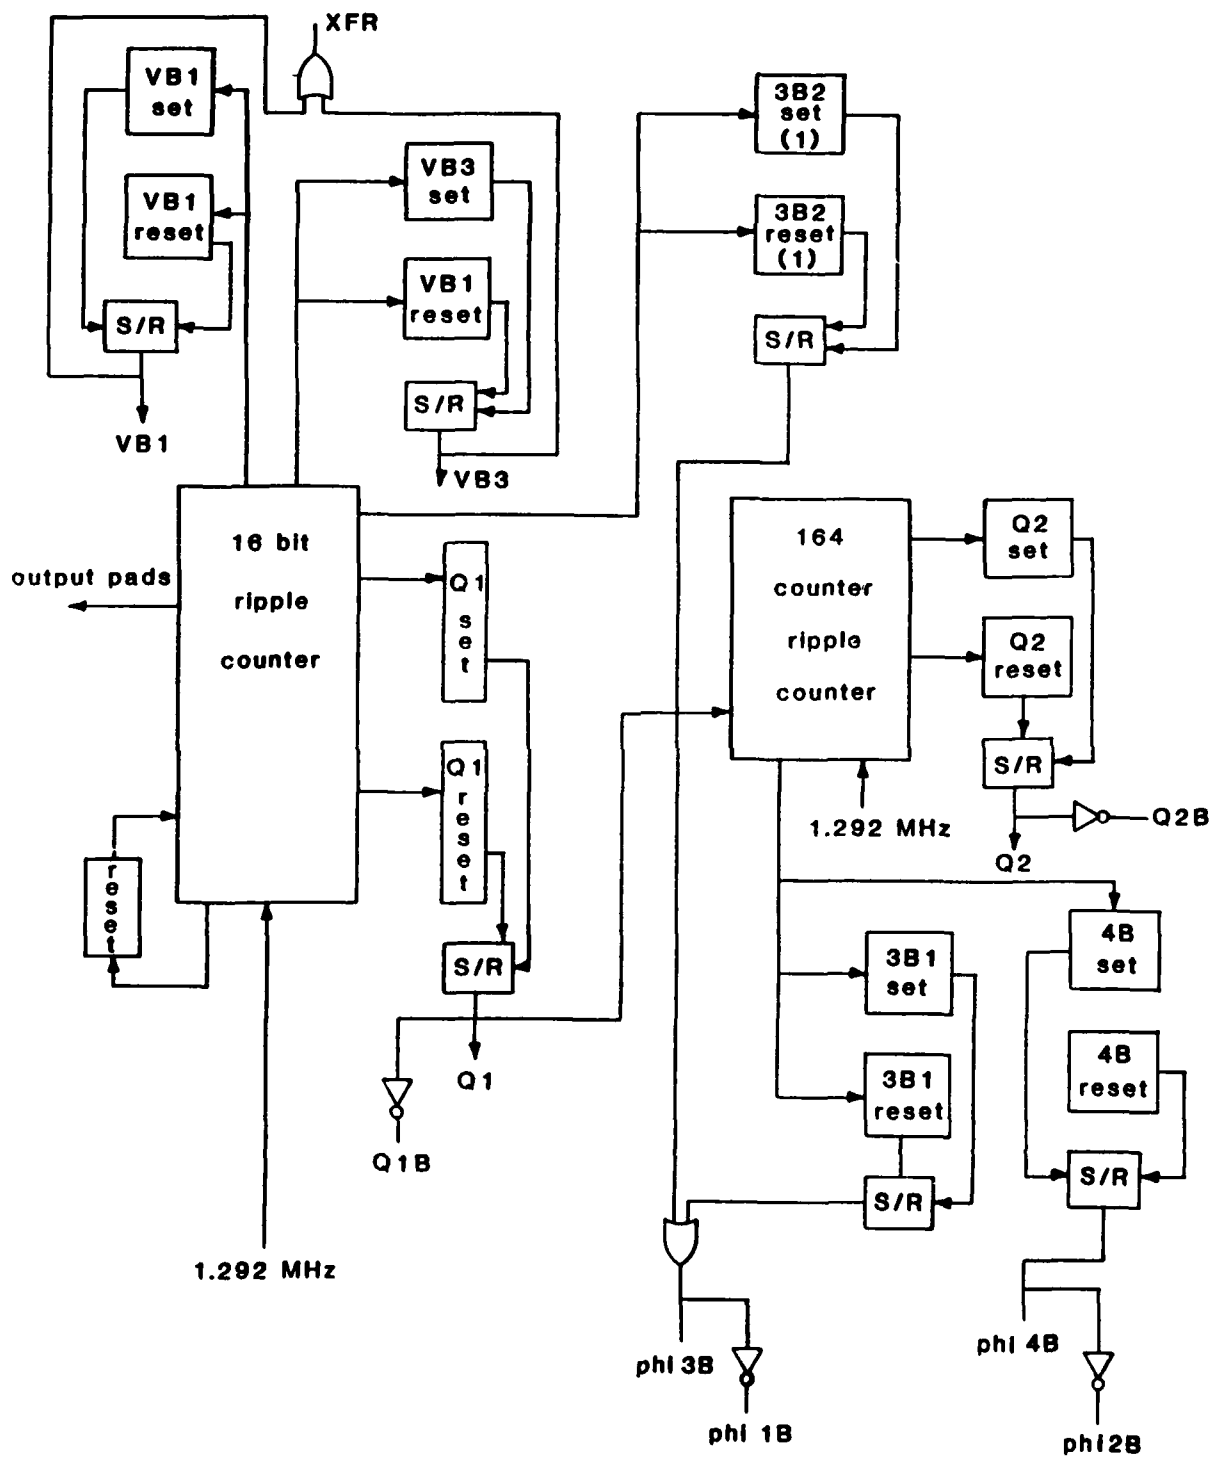 XFR
VB1
set
VB1
reset
S/R
VB1
VB3
set
VB1
reset
S/R
VB3
3B2
set
(1)
3B2
reset
(1)
S/R
16 bit
ripple
counter
output pads
reset
1.292 MHz
Q1
set
Q1
reset
S/R
Q1
Q1B
164
counter
ripple
counter
1.292 MHz
Q2
set
Q2
reset
S/R
Q2B
Q2
4B
set
4B
reset
S/R
3B1
set
3B1
reset
S/R
phi 3B
phi 1B
phi 4B
phi2B